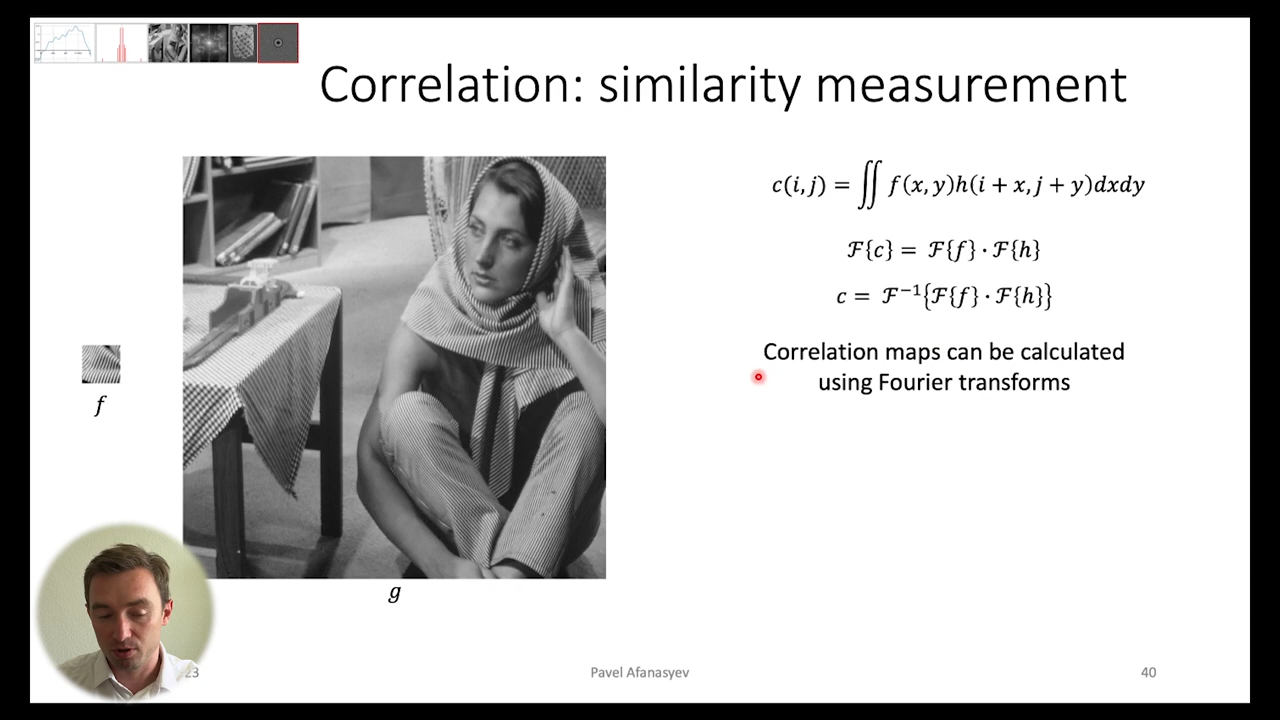 Correlation: similarity measurement
c(i,j) = ∬ f(x,y)h(i + x, j + y)dxdy
ℱ{c} = ℱ{f} · ℱ{h}
c = ℱ⁻¹{ℱ{f} · ℱ{h}}
Correlation maps can be calculated
using Fourier transforms
f
g
23
Pavel Afanasyev
40